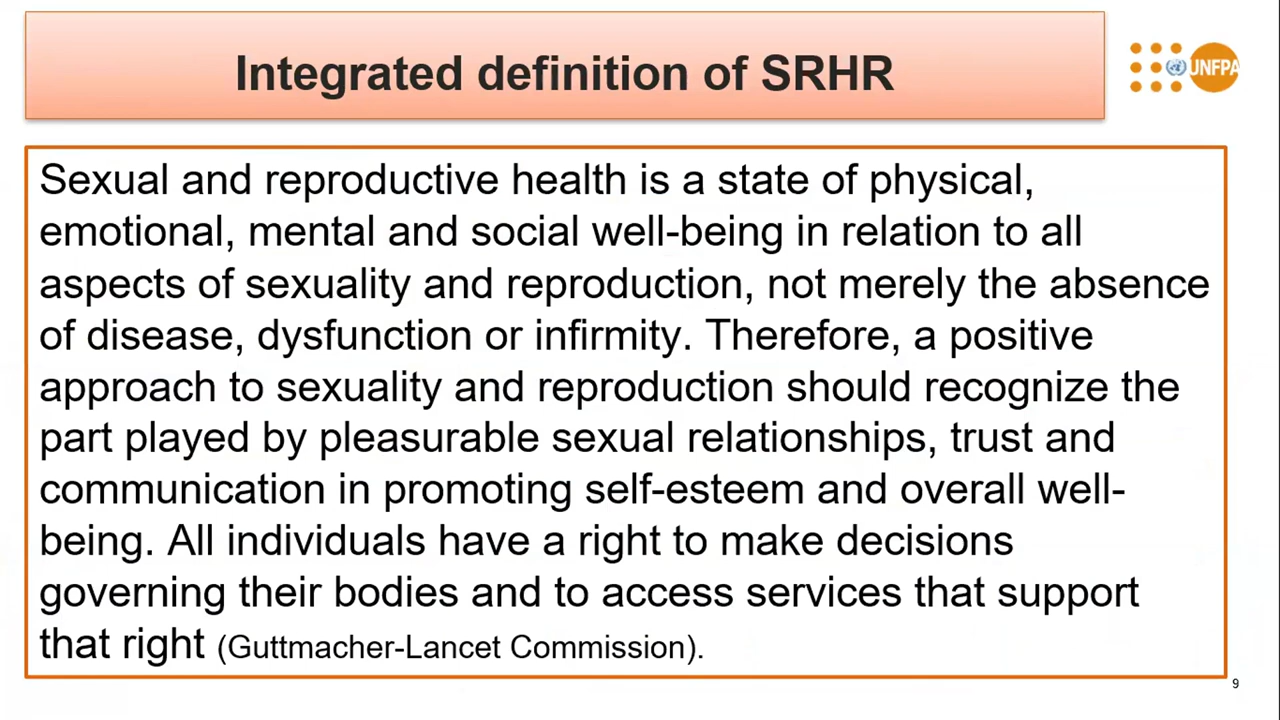 Integrated definition of SRHR
UNFPA
Sexual and reproductive health is a state of physical,
emotional, mental and social well-being in relation to all
aspects of sexuality and reproduction, not merely the absence
of disease, dysfunction or infirmity. Therefore, a positive
approach to sexuality and reproduction should recognize the
part played by pleasurable sexual relationships, trust and
communication in promoting self-esteem and overall well-
being. All individuals have a right to make decisions
governing their bodies and to access services that support
that right (Guttmacher-Lancet Commission).
9